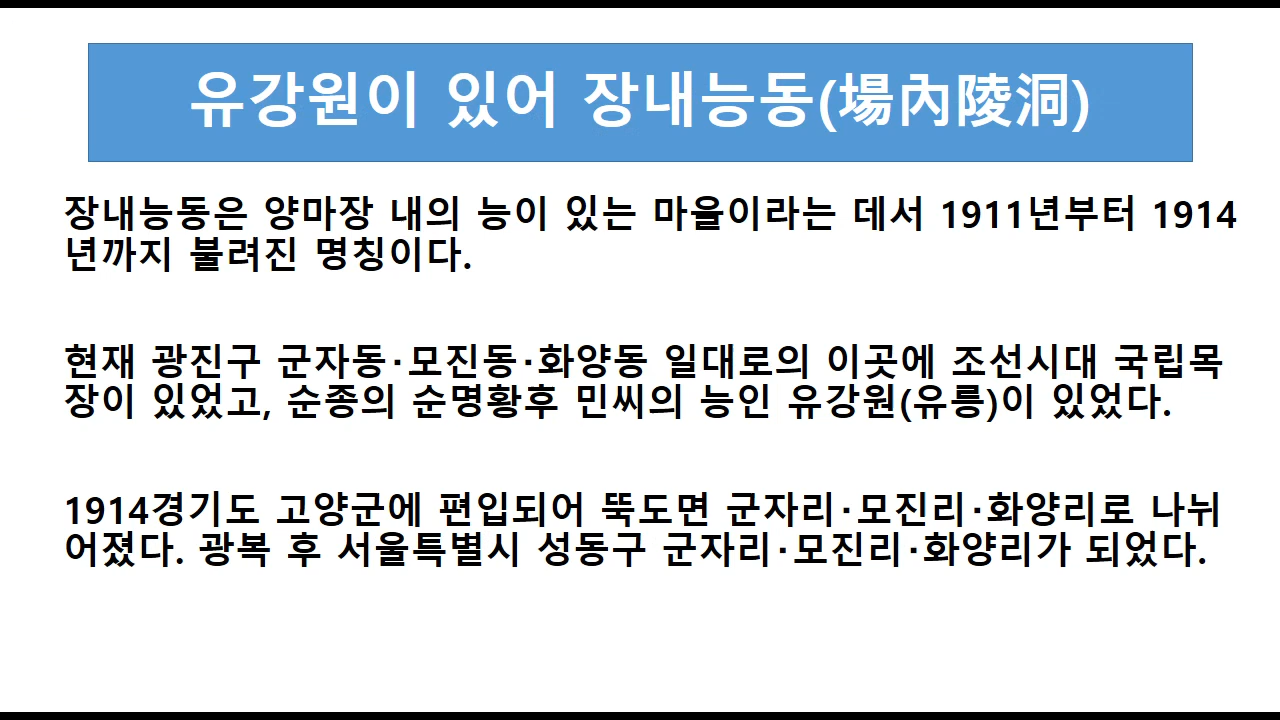 유강원이 있어 장내능동(場內陵洞)
장내능동은 양마장 내의 능이 있는 마을이라는 데서 1911년부터 1914
년까지 불려진 명칭이다.
현재 광진구 군자동·모진동·화양동 일대로의 이곳에 조선시대 국립목
장이 있었고, 순종의 순명황후 민씨의 능인 유강원(유릉)이 있었다.
1914경기도 고양군에 편입되어 뚝도면 군자리·모진리·화양리로 나뉘
어졌다. 광복 후 서울특별시 성동구 군자리·모진리·화양리가 되었다.